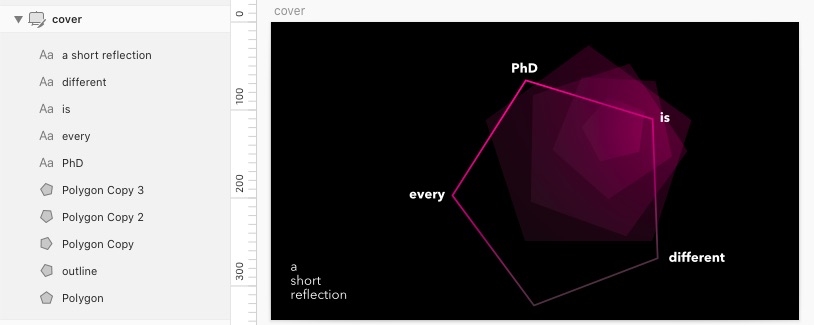 cover
Aa a short reflection
Aa different
Aa is
Aa every
Aa PhD
Polygon Copy 3
Polygon Copy 2
Polygon Copy
outline
Polygon
0
100
200
300
cover
PhD
is
every
different
a
short
reflection